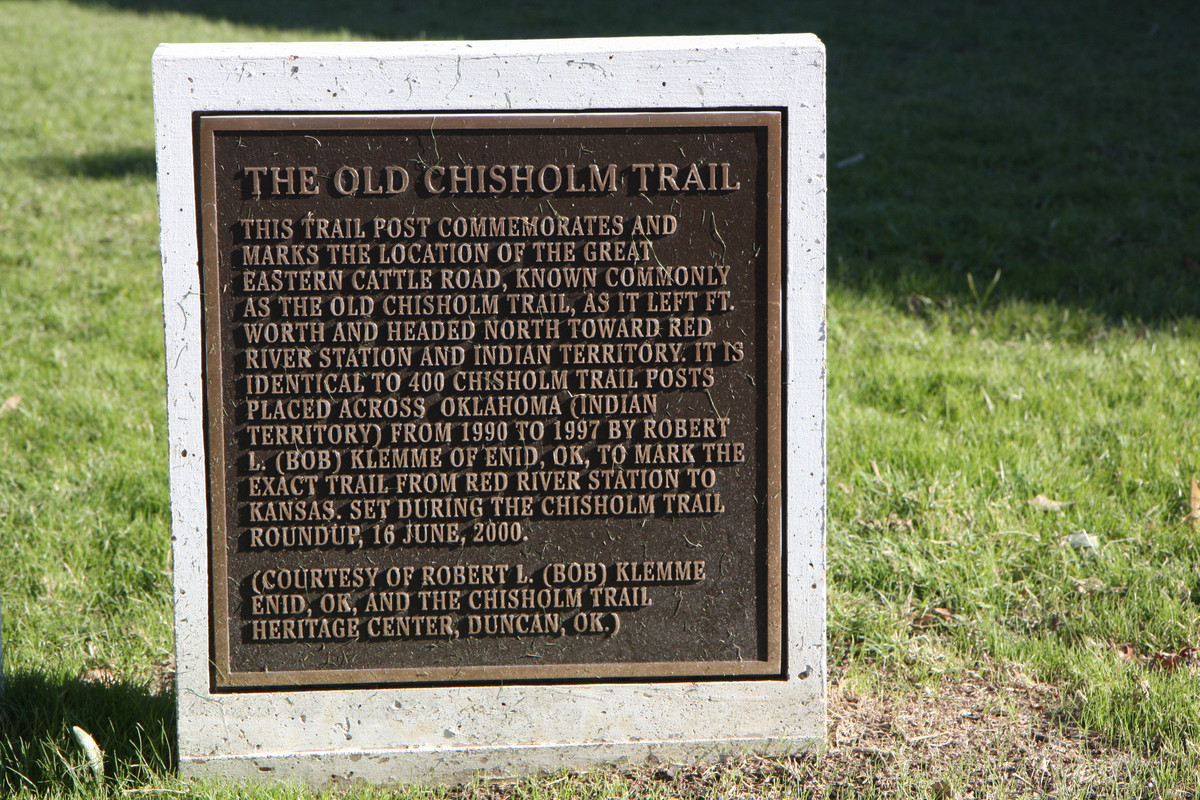 THE OLD CHISHOLM TRAIL
THIS TRAIL POST COMMEMORATES AND
MARKS THE LOCATION OF THE GREAT
EASTERN CATTLE ROAD, KNOWN COMMONLY
AS THE OLD CHISHOLM TRAIL, AS IT LEFT FT.
WORTH AND HEADED NORTH TOWARD RED
RIVER STATION AND INDIAN TERRITORY. IT IS
IDENTICAL TO 400 CHISHOLM TRAIL POSTS
PLACED ACROSS OKLAHOMA (INDIAN
TERRITORY) FROM 1990 TO 1997 BY ROBERT
L. (BOB) KLEMME OF ENID, OK, TO MARK THE
EXACT TRAIL FROM RED RIVER STATION TO
KANSAS. SET DURING THE CHISHOLM TRAIL
ROUNDUP, 16 JUNE, 2000.
(COURTESY OF ROBERT L. (BOB) KLEMME
ENID, OK, AND THE CHISHOLM TRAIL
HERITAGE CENTER, DUNCAN, OK.)